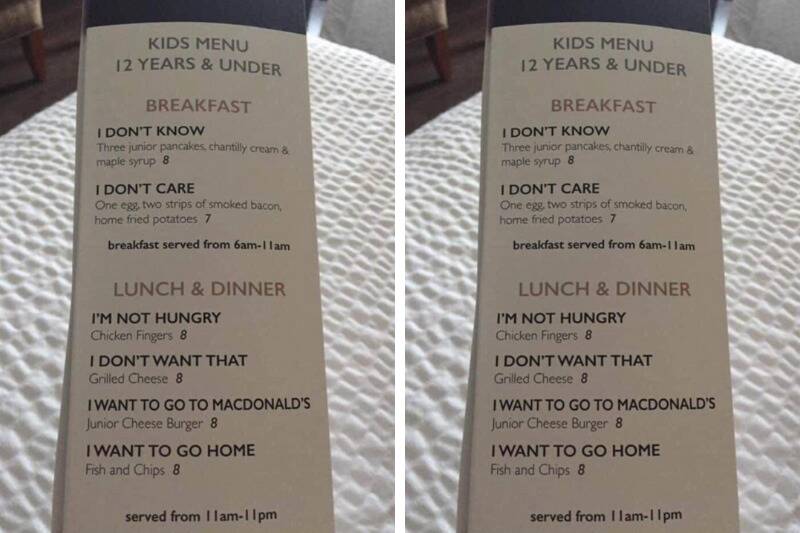 KIDS MENU
12 YEARS & UNDER
BREAKFAST
I DON'T KNOW
Three junior pancakes, chantilly cream &
maple syrup 8
I DON'T CARE
One egg, two strips of smoked bacon,
home fried potatoes 7
breakfast served from 6am-11am
LUNCH & DINNER
I'M NOT HUNGRY
Chicken Fingers 8
I DON'T WANT THAT
Grilled Cheese 8
I WANT TO GO TO MACDONALD'S
Junior Cheese Burger 8
I WANT TO GO HOME
Fish and Chips 8
served from 11am-11pm
KIDS MENU
12 YEARS & UNDER
BREAKFAST
I DON'T KNOW
Three junior pancakes, chantilly cream &
maple syrup 8
I DON'T CARE
One egg, two strips of smoked bacon,
home fried potatoes 7
breakfast served from 6am-11am
LUNCH & DINNER
I'M NOT HUNGRY
Chicken Fingers 8
I DON'T WANT THAT
Grilled Cheese 8
I WANT TO GO TO MACDONALD'S
Junior Cheese Burger 8
I WANT TO GO HOME
Fish and Chips 8
served from 11am-11pm